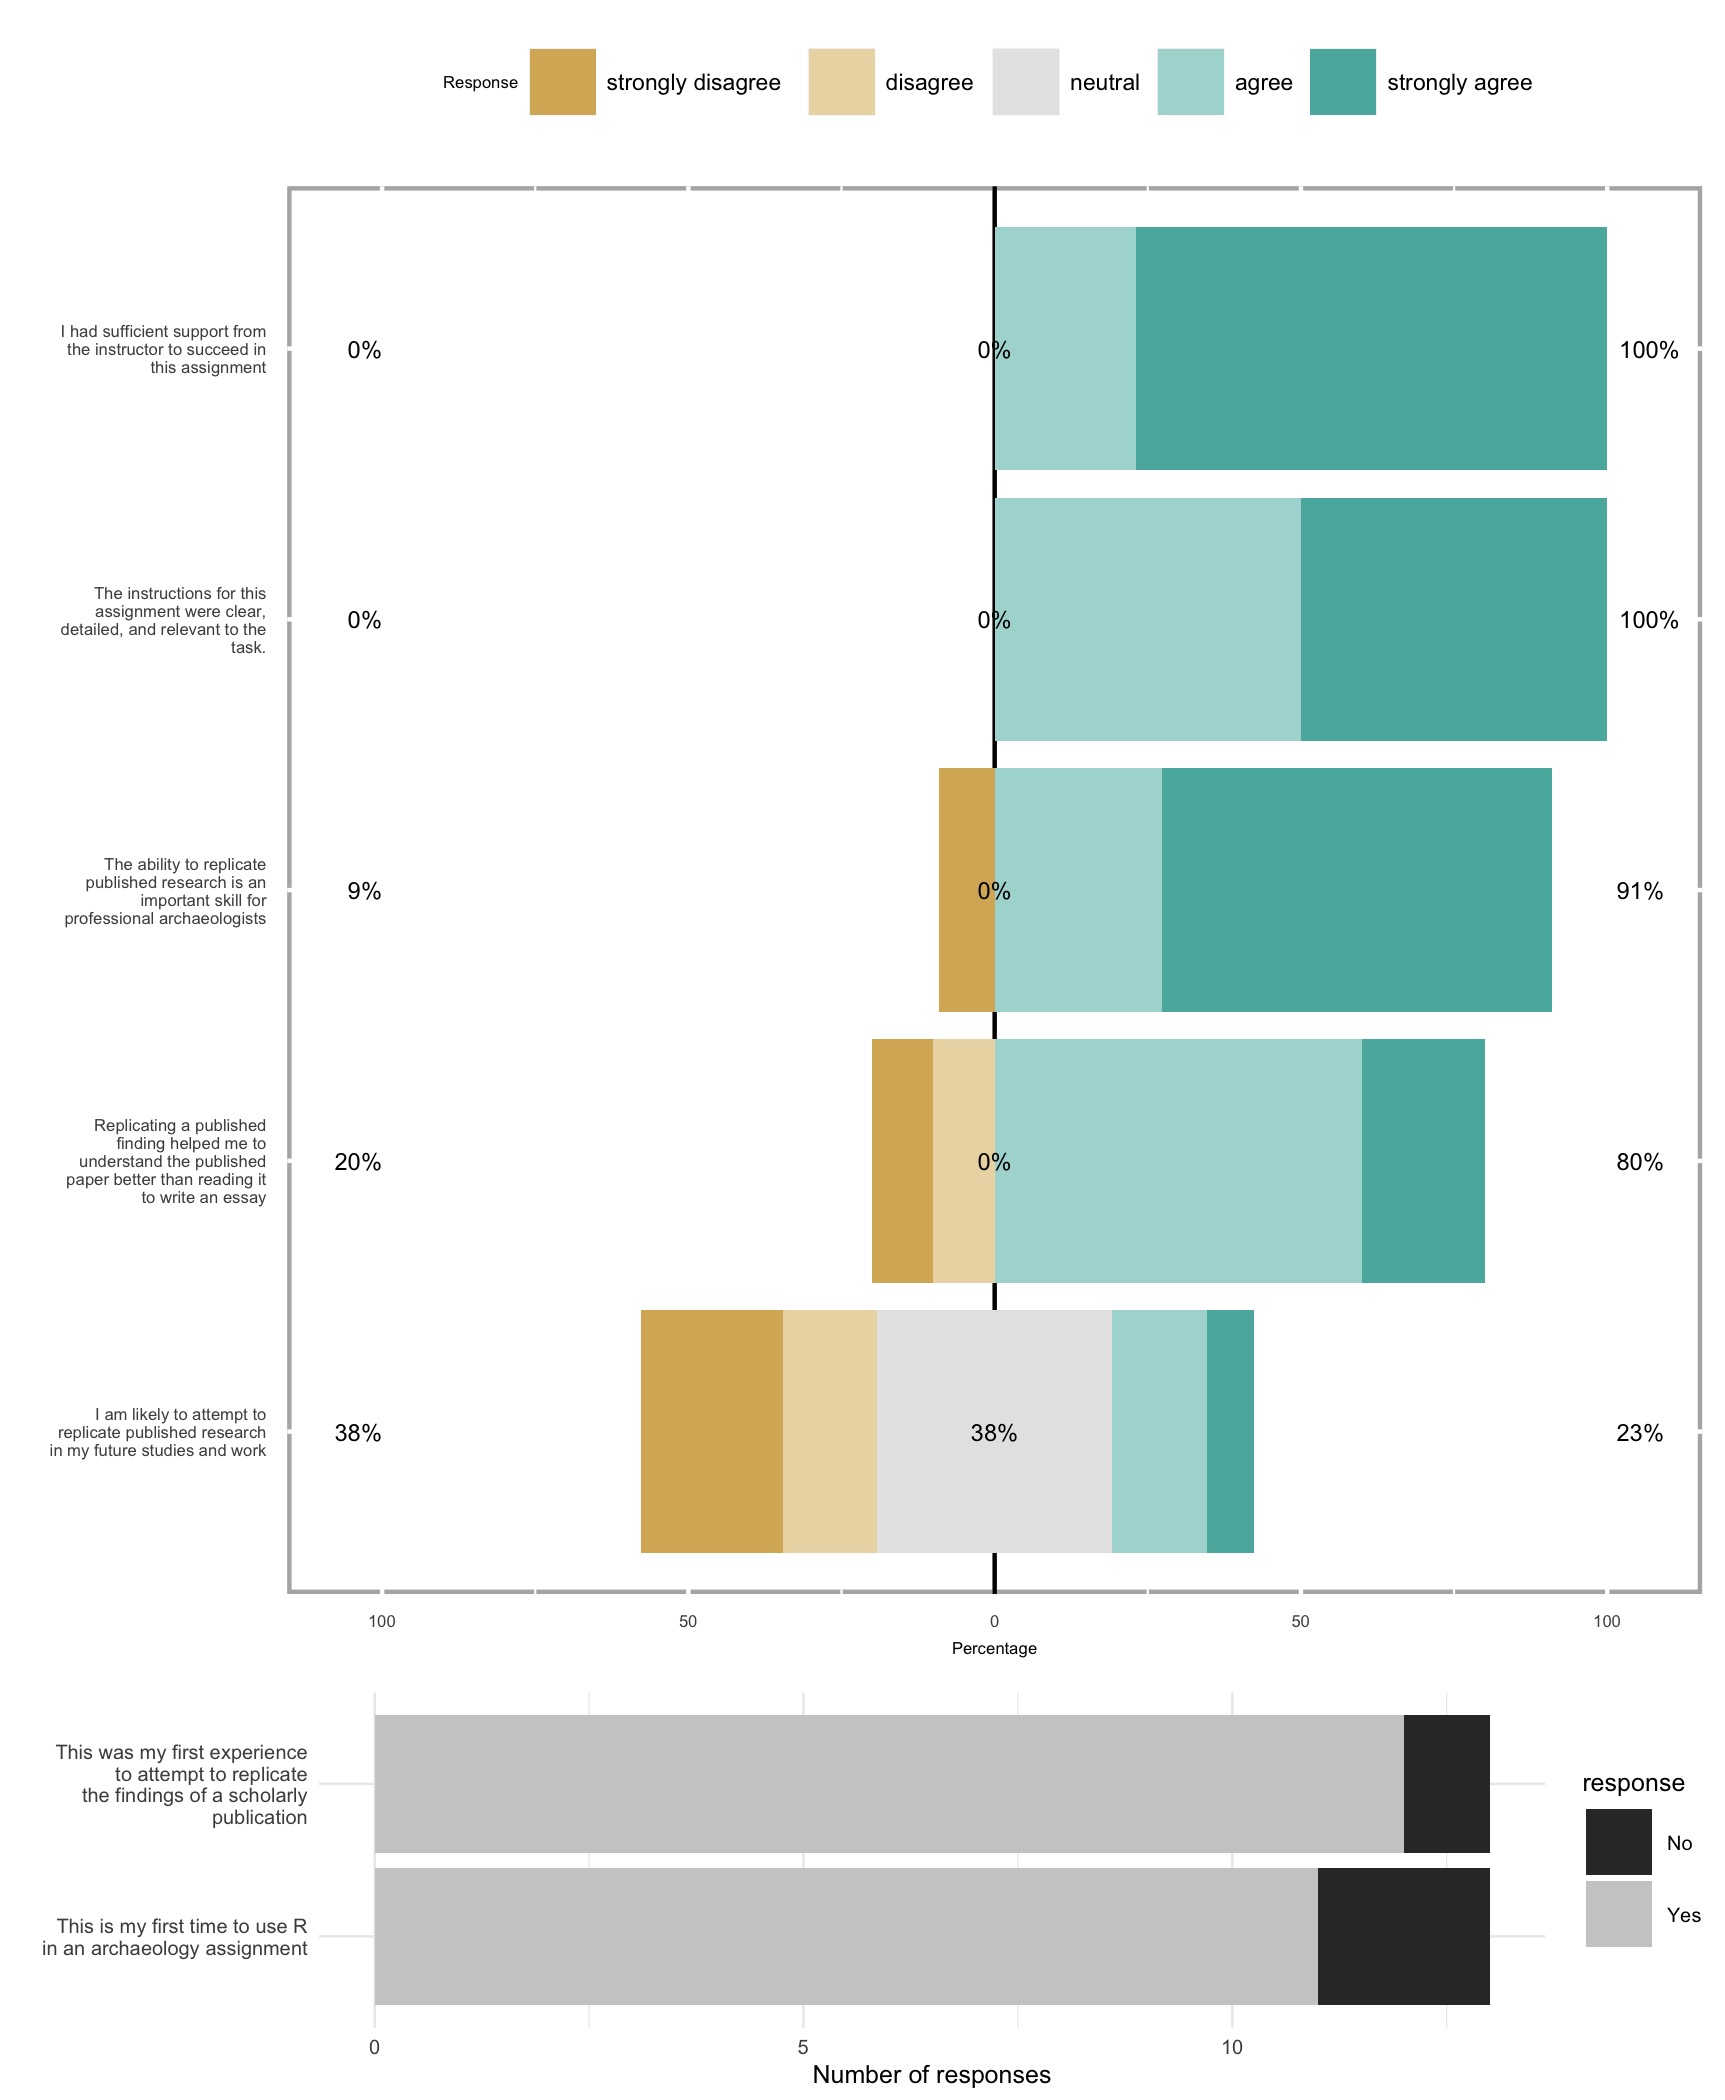 Response strongly disagree disagree neutral agree strongly agree
I had sufficient support from
the instructor to succeed in
this assignment
0% 0% 100%
The instructions for this
assignment were clear,
detailed, and relevant to the
task.
0% 0% 100%
The ability to replicate
published research is an
important skill for
professional archaeologists
9% 0% 91%
Replicating a published
finding helped me to
understand the published
paper better than reading it
to write an essay
20% 0% 80%
I am likely to attempt to
replicate published research
in my future studies and work
38% 38% 23%
100 50 0 50 100
Percentage
This was my first experience
to attempt to replicate
the findings of a scholarly
publication
This is my first time to use R
in an archaeology assignment
response
No
Yes
0 5 10
Number of responses